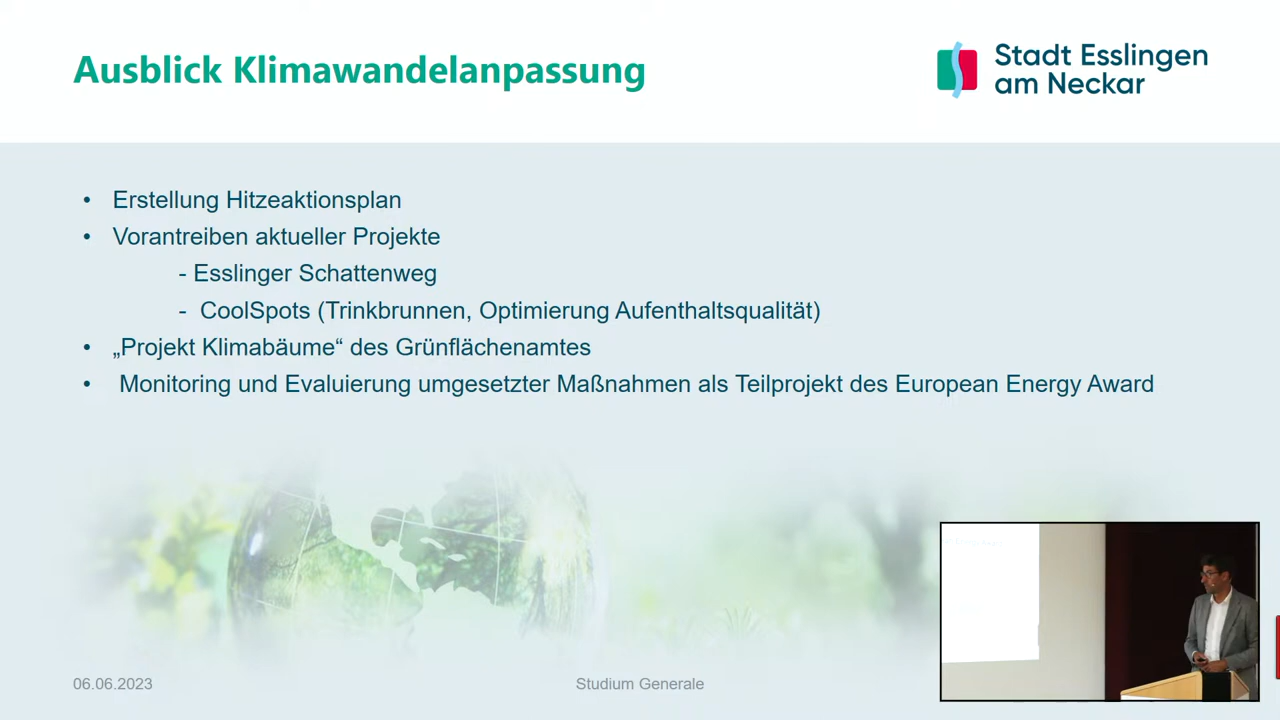 Ausblick Klimawandelanpassung
Stadt Esslingen
am Neckar
• Erstellung Hitzeaktionsplan
• Vorantreiben aktueller Projekte
- Esslinger Schattenweg
- CoolSpots (Trinkbrunnen, Optimierung Aufenthaltsqualität)
• „Projekt Klimabäume“ des Grünflächenamtes
• Monitoring und Evaluierung umgesetzter Maßnahmen als Teilprojekt des European Energy Award
06.06.2023
Studium Generale